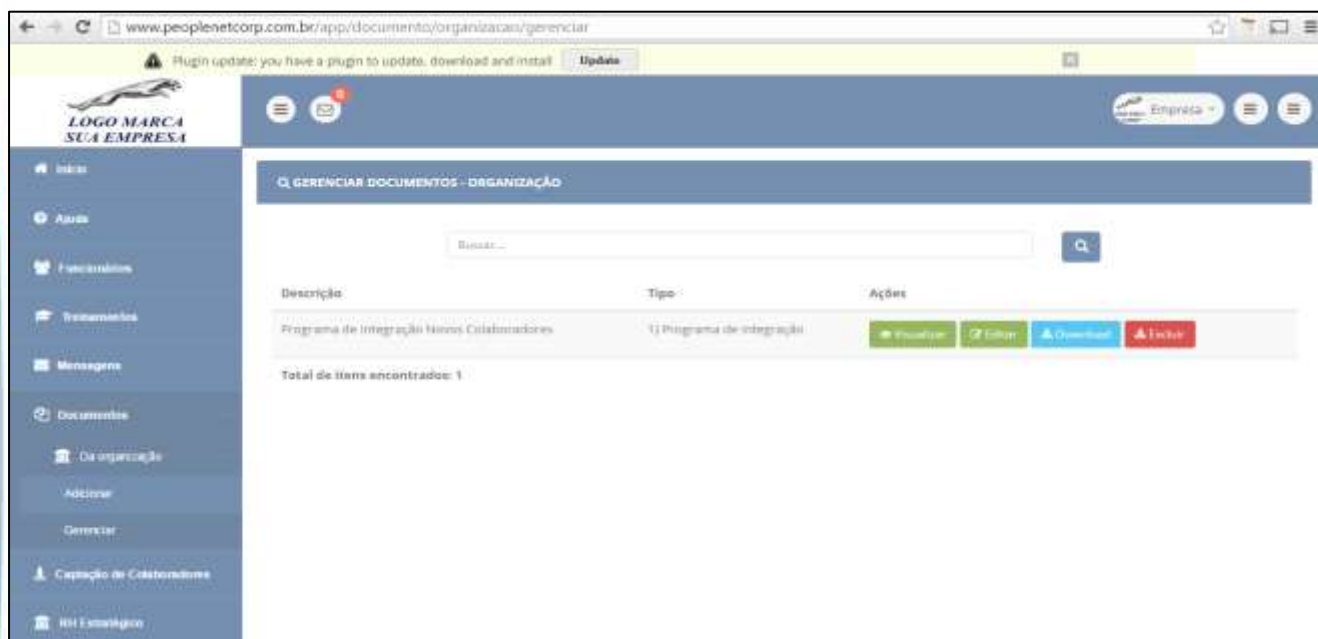 www.peoplenetcorp.com.br/app/documento/organizacao/gerenciar
Plugin update: you have a plugin to update, download and install Update
LOGO MARCA
SUA EMPRESA
0
Empresa
Início
Ajuda
Funcionários
Treinamentos
Mensagens
Documentos
Da organização
Adicionar
Gerenciar
Captação de Colaboradores
RH Estratégico
GERENCIAR DOCUMENTOS - ORGANIZAÇÃO
Buscar...
Descrição Tipo Ações
Programa de Integração Novos Colaboradores 1) Programa de integração Visualizar Editar Download Excluir
Total de itens encontrados: 1